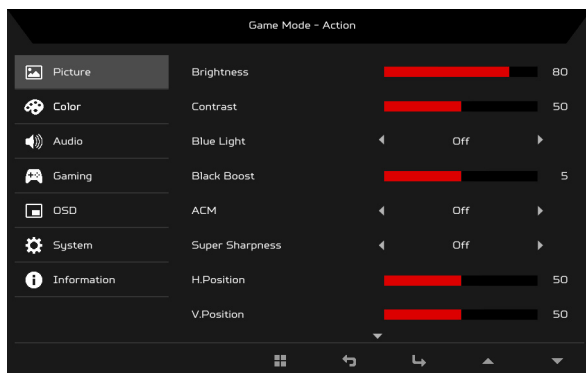 Game Mode - Action
Picture
Brightness 80
Color
Contrast 50
Audio
Blue Light Off
Gaming
Black Boost 5
OSD
ACM Off
System
Super Sharpness Off
Information
H.Position 50
V.Position 50